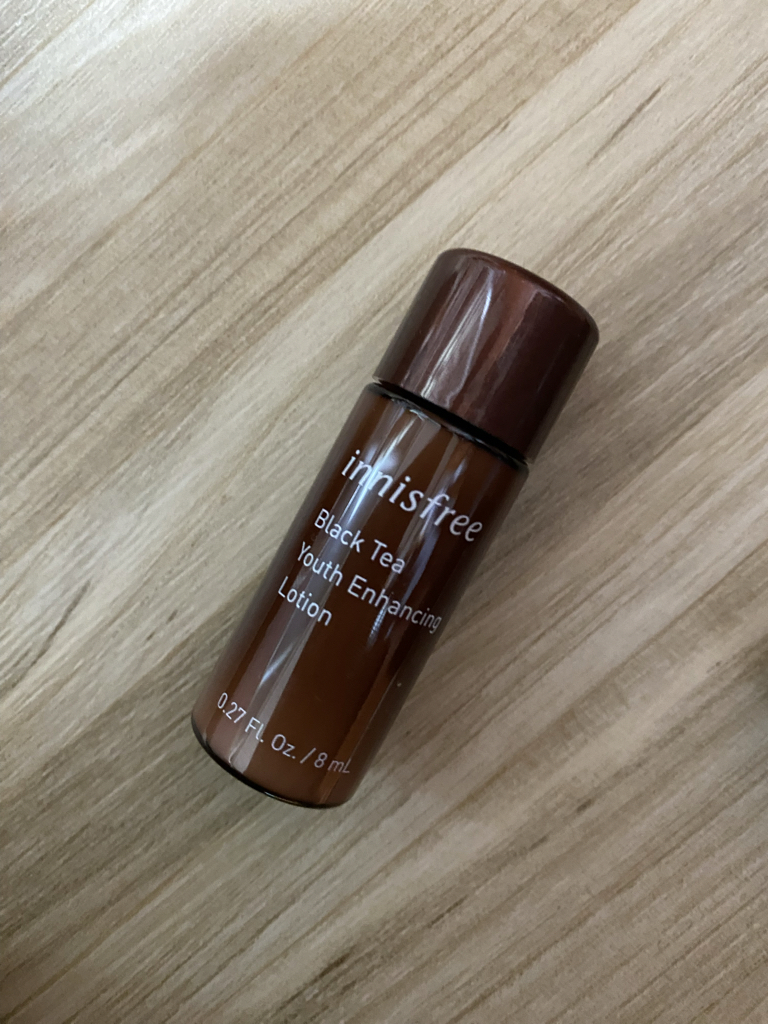 innisfree
Black Tea
Youth Enhancing
Lotion
0.27 FL. Oz. / 8 mL